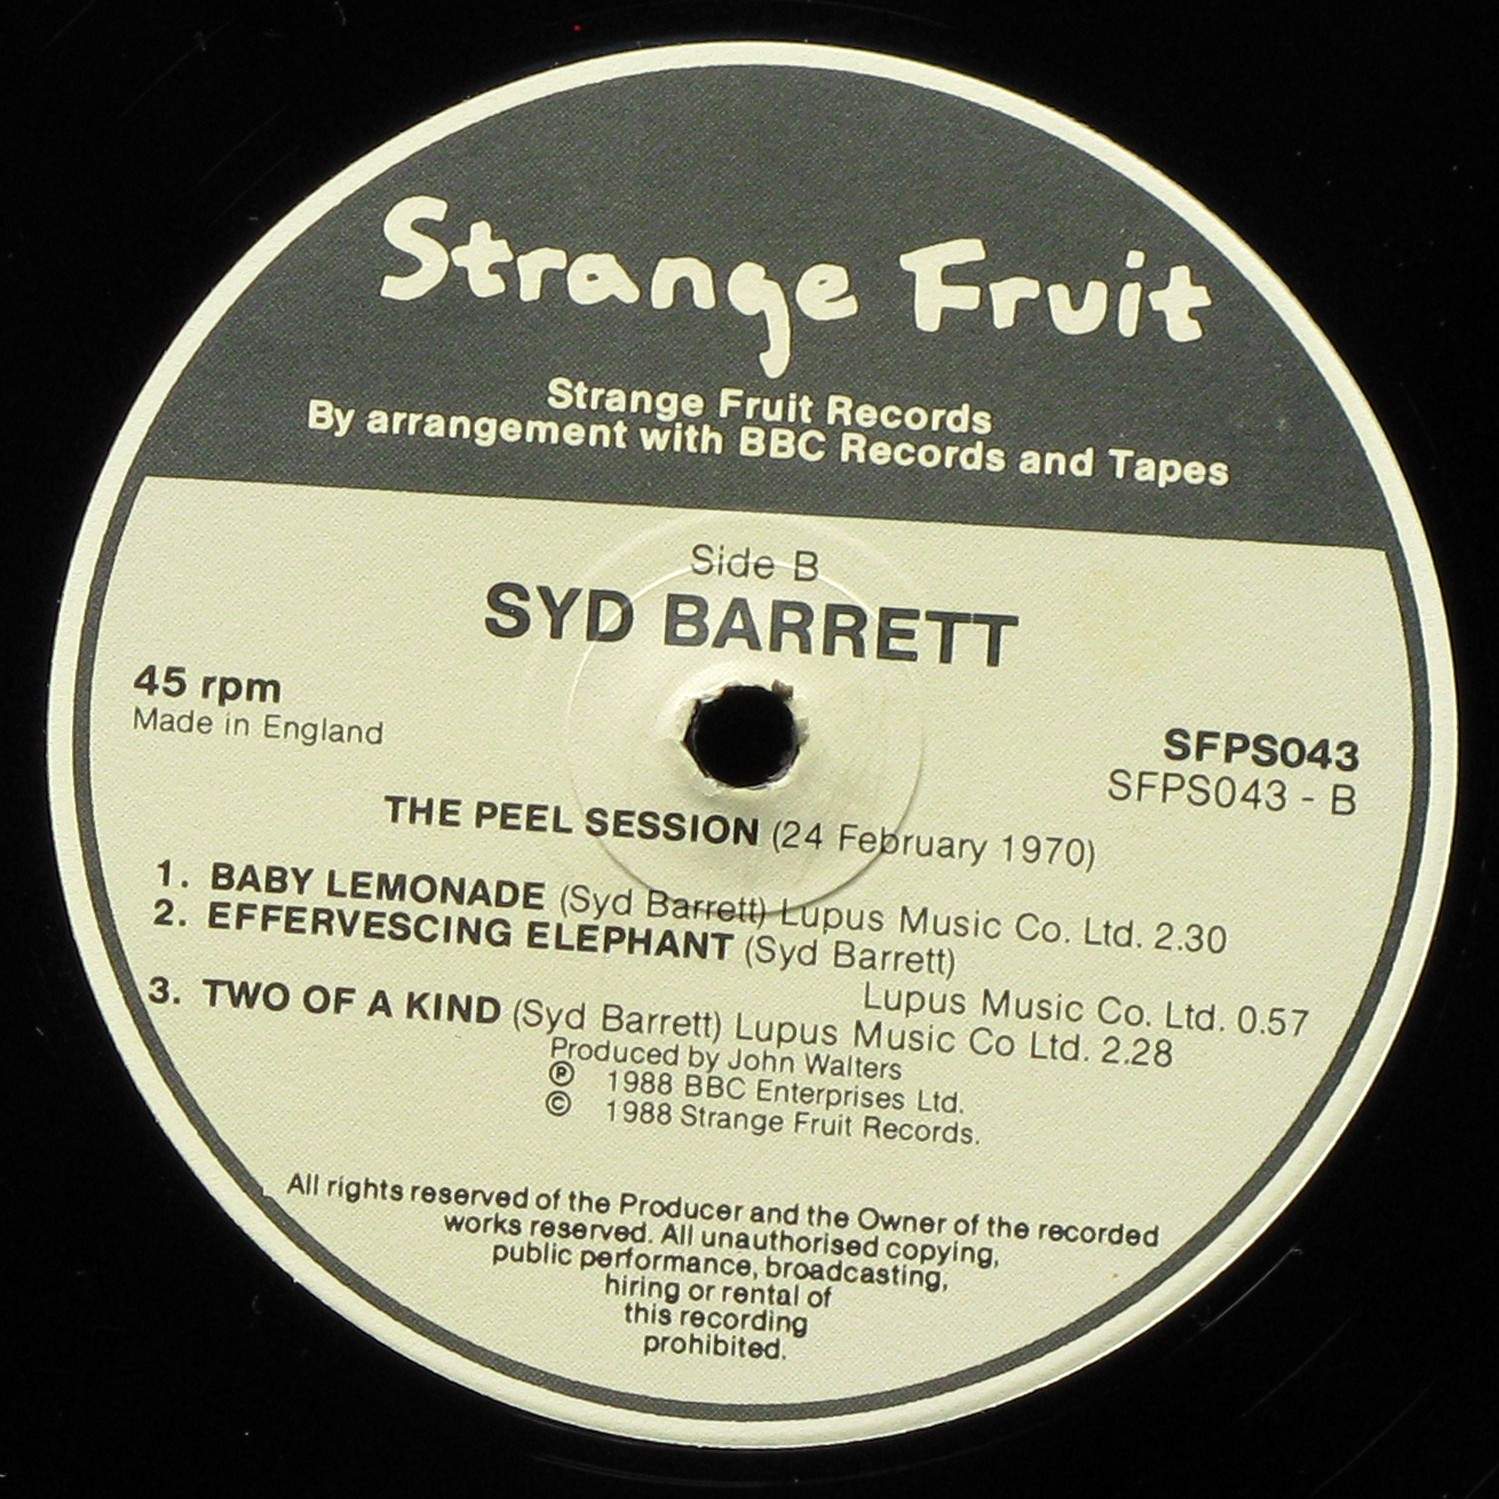 Strange Fruit
Strange Fruit Records
By arrangement with BBC Records and Tapes
Side B
SYD BARRETT
45 rpm
Made in England
SFPS043
SFPS043 - B
THE PEEL SESSION (24 February 1970)
1. BABY LEMONADE (Syd Barrett) Lupus Music Co. Ltd. 2.30
2. EFFERVESCING ELEPHANT (Syd Barrett)
Lupus Music Co. Ltd. 0.57
3. TWO OF A KIND (Syd Barrett) Lupus Music Co Ltd. 2.28
Produced by John Walters
℗ 1988 BBC Enterprises Ltd.
© 1988 Strange Fruit Records.
All rights reserved of the Producer and the Owner of the recorded
works reserved. All unauthorised copying,
public performance, broadcasting,
hiring or rental of
this recording
prohibited.